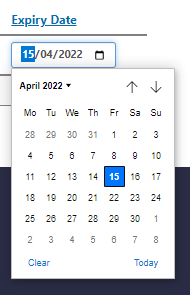 Expiry Date
15/04/2022
April 2022
Mo Tu We Th Fr Sa Su
28 29 30 31 1 2 3
4 5 6 7 8 9 10
11 12 13 14 15 16 17
18 19 20 21 22 23 24
25 26 27 28 29 30 1
2 3 4 5 6 7 8
Clear Today